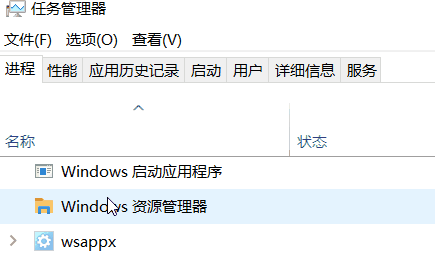 任务管理器
文件(F) 选项(O) 查看(V)
进程 性能 应用历史记录 启动 用户 详细信息 服务
名称 状态
Windows 启动应用程序
Windows 资源管理器
wsappx